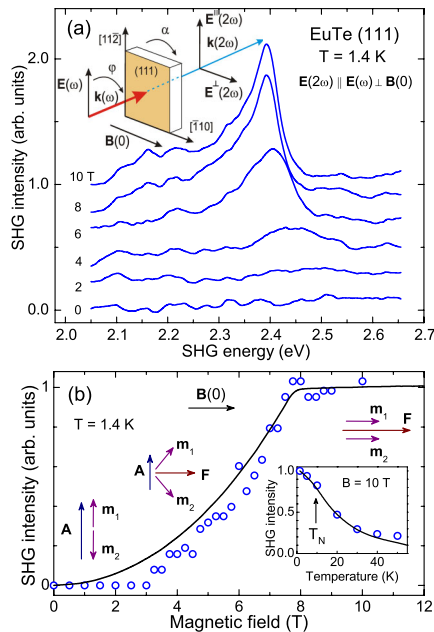 (a)
EuTe (111)
T = 1.4 K
E(2ω) ∥ E(ω) ⊥ B(0)
[112̄]
α
(111)
E(ω)
φ
k(ω)
B(0)
[1̄10]
E∥(2ω)
k(2ω)
E⊥(2ω)
SHG intensity (arb. units)
2.0
1.0
0.0
10 T
8
6
4
2
0
2.0 2.1 2.2 2.3 2.4 2.5 2.6 2.7
SHG energy (eV)
(b)
T = 1.4 K
B(0)
SHG intensity (arb. units)
1
0
A
m1
m2
A
m1
F
m2
m1
F
m2
B = 10 T
SHG intensity
1.0
0.5
0.0
TN
0 20 40
Temperature (K)
0 2 4 6 8 10 12
Magnetic field (T)